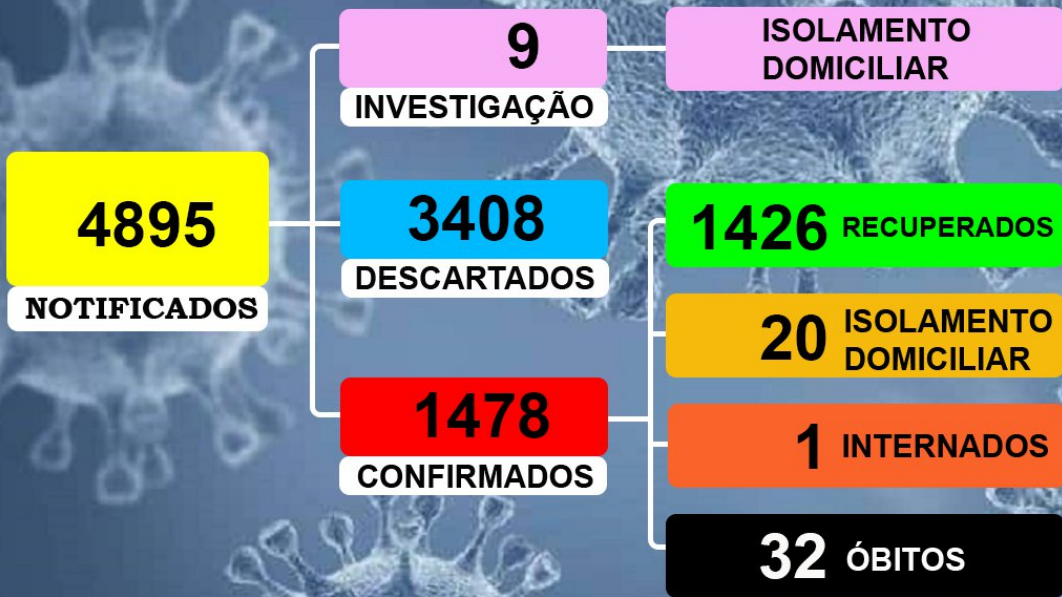 4895
NOTIFICADOS
9
INVESTIGAÇÃO
ISOLAMENTO
DOMICILIAR
3408
DESCARTADOS
1478
CONFIRMADOS
1426 RECUPERADOS
20 ISOLAMENTO
DOMICILIAR
1 INTERNADOS
32 ÓBITOS